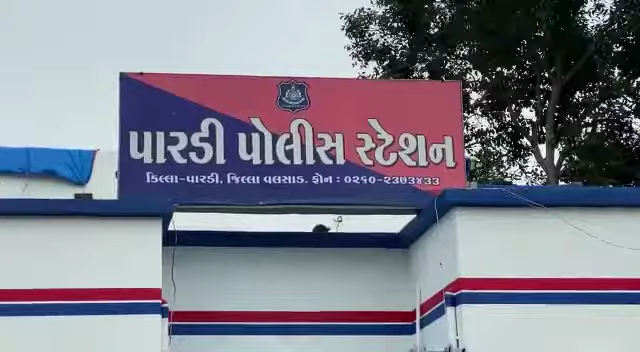 પારડી પોલીસ સ્ટેશન
કિલ્લા-પારડી, જિલ્લા વલસાડ. ફોન : ૦૨૬૦-૨૩૭૩૪૩૩